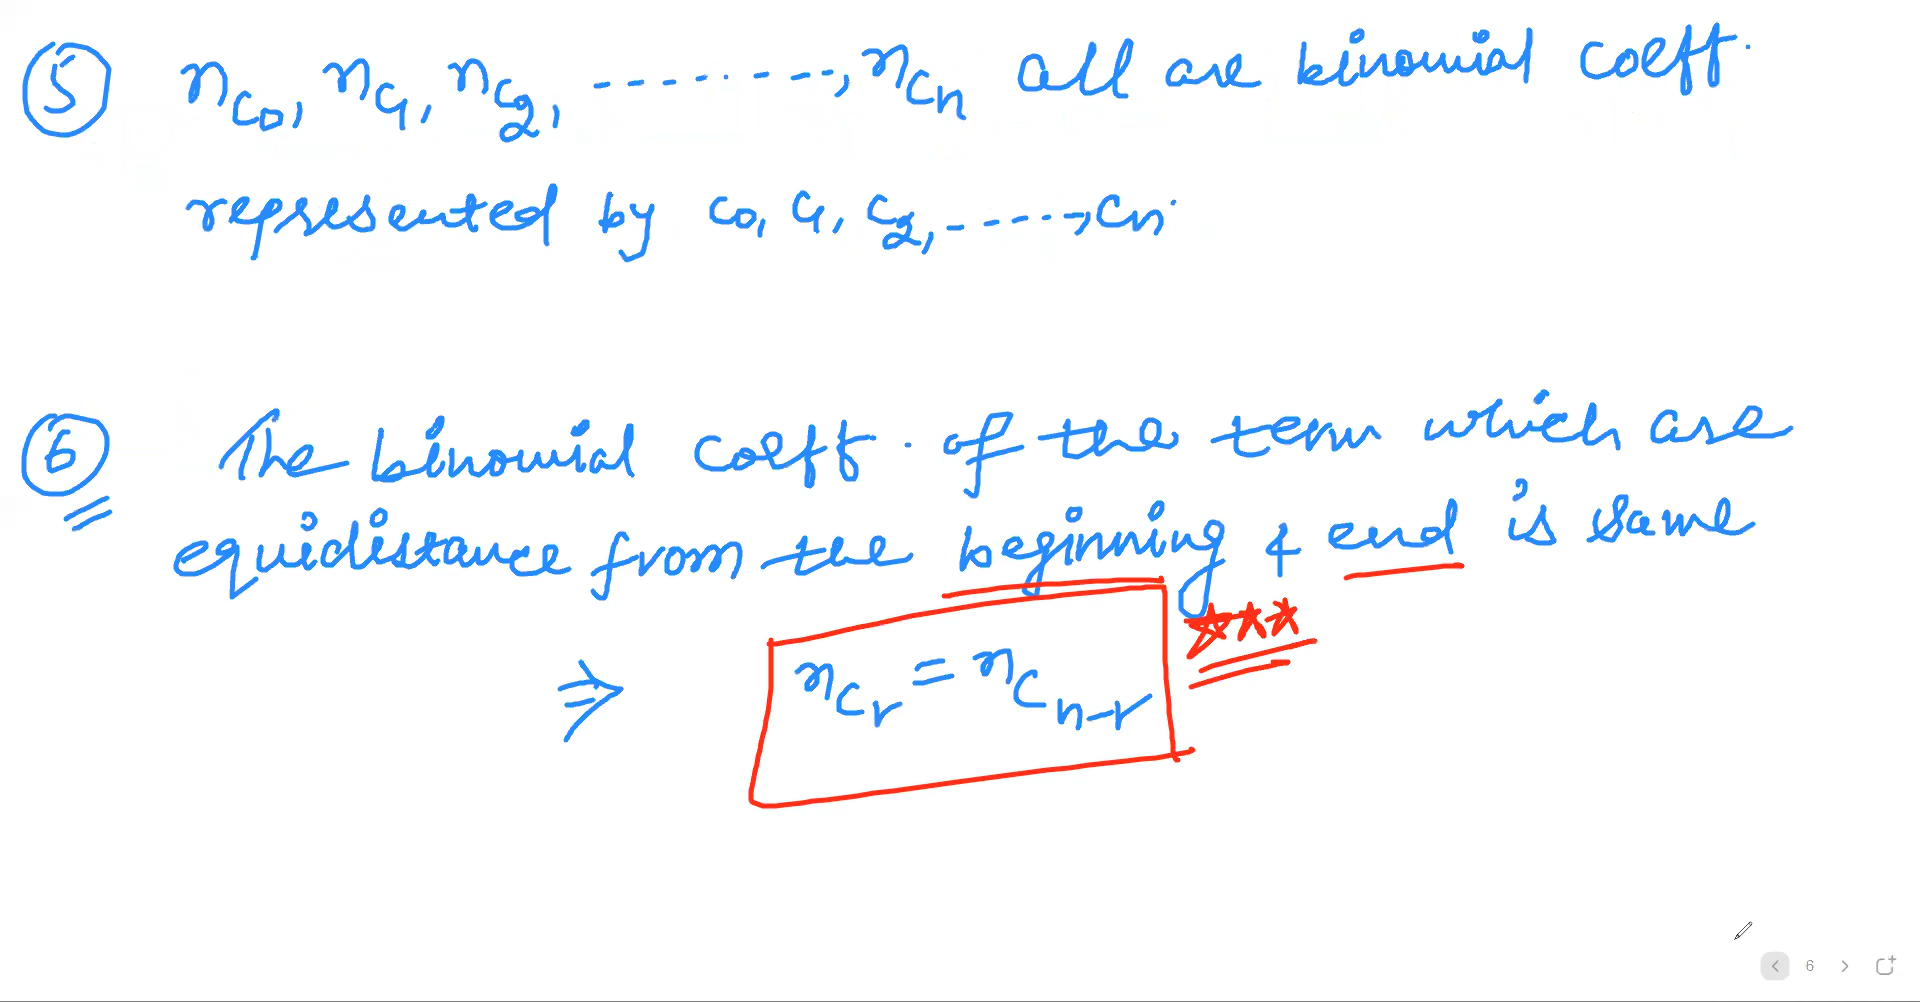 5 nC0, nC1, nC2, ----------, nCn all are binomial coeff.
represented by C0, C1, C2, -----, Cn.
6 The binomial coeff. of the term which are
equidistance from the beginning & end is same
⇒ nCr = nCn-r ***
6